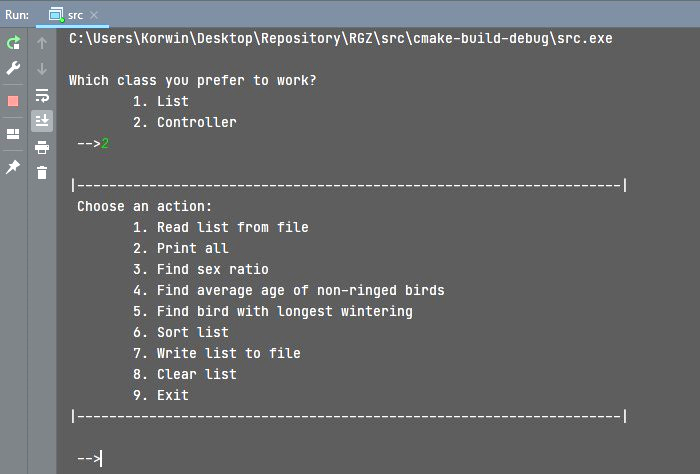 Run: src
C:\Users\Korwin\Desktop\Repository\RGZ\src\cmake-build-debug\src.exe
Which class you prefer to work?
1. List
2. Controller
-->2
|--------------------------------------------------------------------|
Choose an action:
1. Read list from file
2. Print all
3. Find sex ratio
4. Find average age of non-ringed birds
5. Find bird with longest wintering
6. Sort list
7. Write list to file
8. Clear list
9. Exit
|--------------------------------------------------------------------|
-->